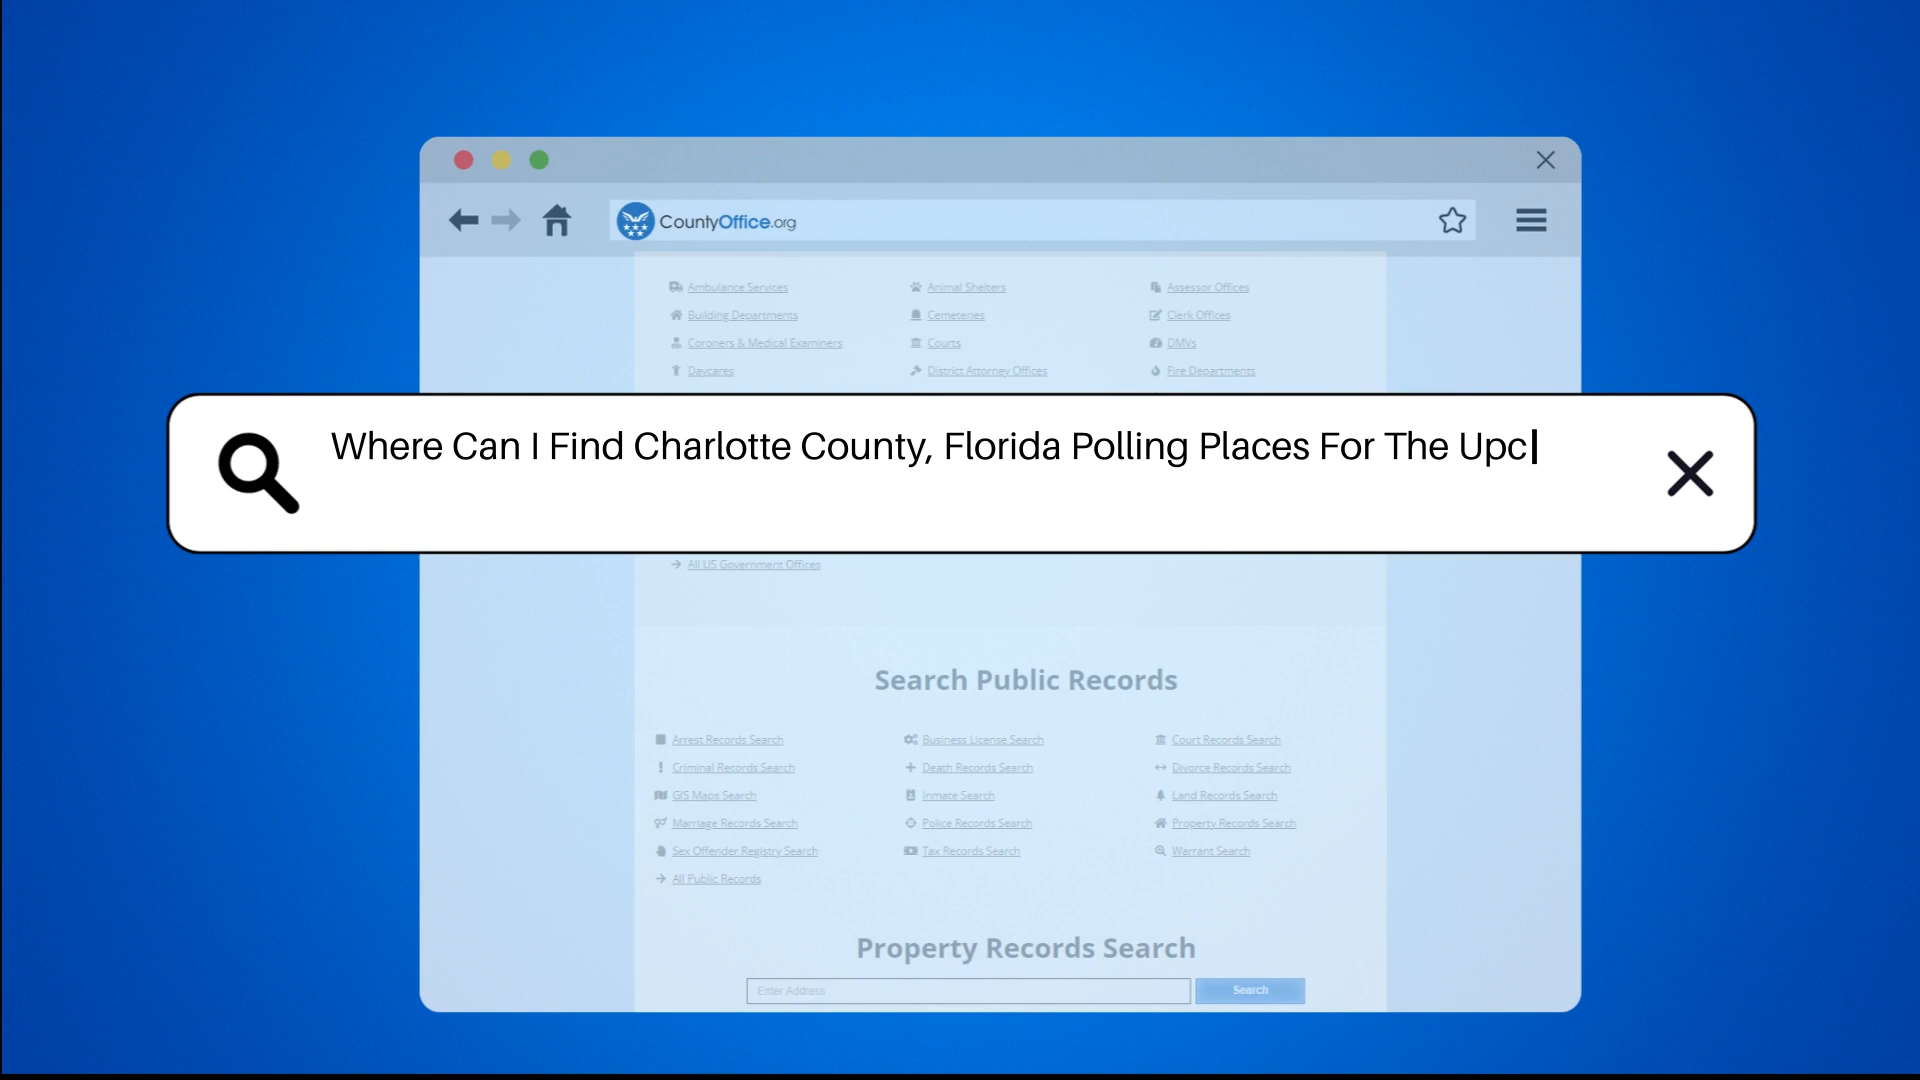 CountyOffice.org
Ambulance Services
Animal Shelters
Assessor Offices
Building Departments
Cemeteries
Clerk Offices
Coroners & Medical Examiners
Courts
DMVs
Daycares
District Attorney Offices
Fire Departments
Where Can I Find Charlotte County, Florida Polling Places For The Upc
All US Government Offices
Search Public Records
Arrest Records Search
Business License Search
Court Records Search
Criminal Records Search
Death Records Search
Divorce Records Search
GIS Maps Search
Inmate Search
Land Records Search
Marriage Records Search
Police Records Search
Property Records Search
Sex Offender Registry Search
Tax Records Search
Warrant Search
All Public Records
Property Records Search
Enter Address
Search